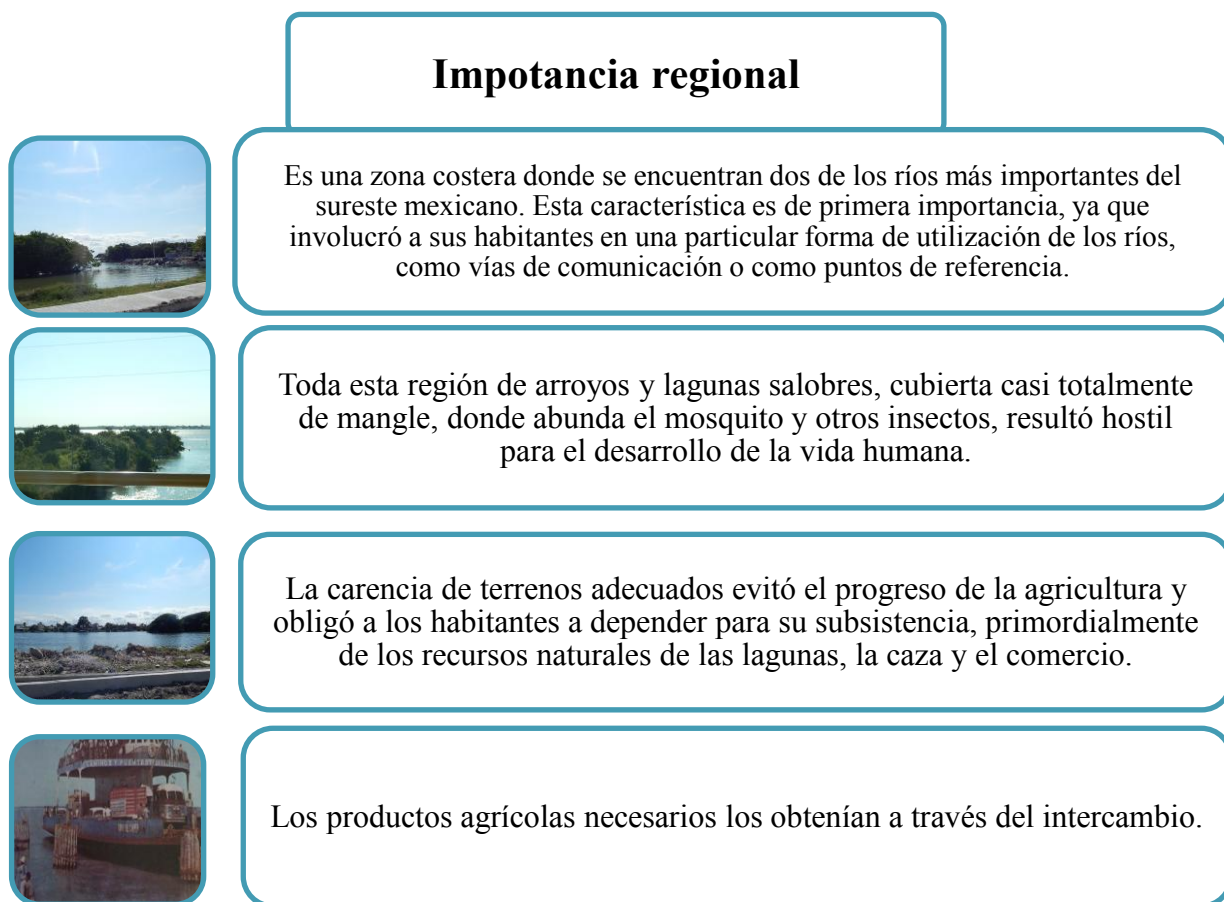 Impotancia regional
Es una zona costera donde se encuentran dos de los ríos más importantes del
sureste mexicano. Esta característica es de primera importancia, ya que
involucró a sus habitantes en una particular forma de utilización de los ríos,
como vías de comunicación o como puntos de referencia.
Toda esta región de arroyos y lagunas salobres, cubierta casi totalmente
de mangle, donde abunda el mosquito y otros insectos, resultó hostil
para el desarrollo de la vida humana.
La carencia de terrenos adecuados evitó el progreso de la agricultura y
obligó a los habitantes a depender para su subsistencia, primordialmente
de los recursos naturales de las lagunas, la caza y el comercio.
Los productos agrícolas necesarios los obtenían a través del intercambio.